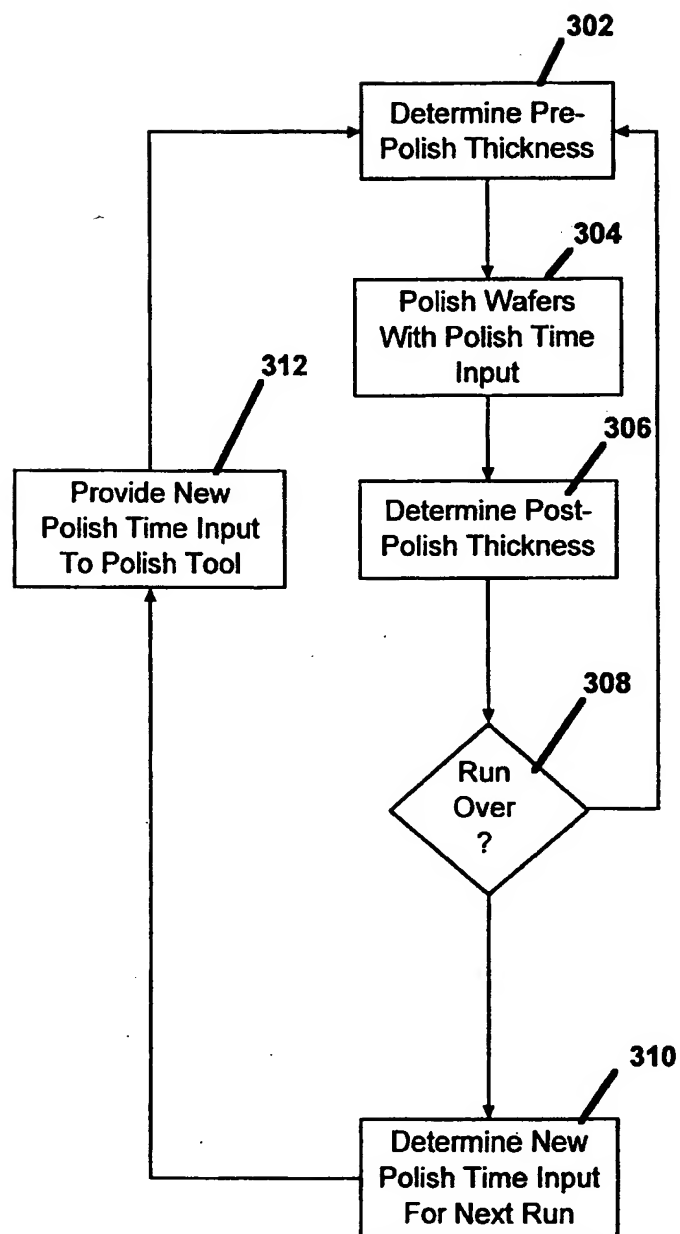 302
Determine Pre-
Polish Thickness
304
Polish Wafers
With Polish Time
Input
312
306
Provide New
Polish Time Input
To Polish Tool
Determine Post-
Polish Thickness
308
Run
Over
?
310
Determine New
Polish Time Input
For Next Run